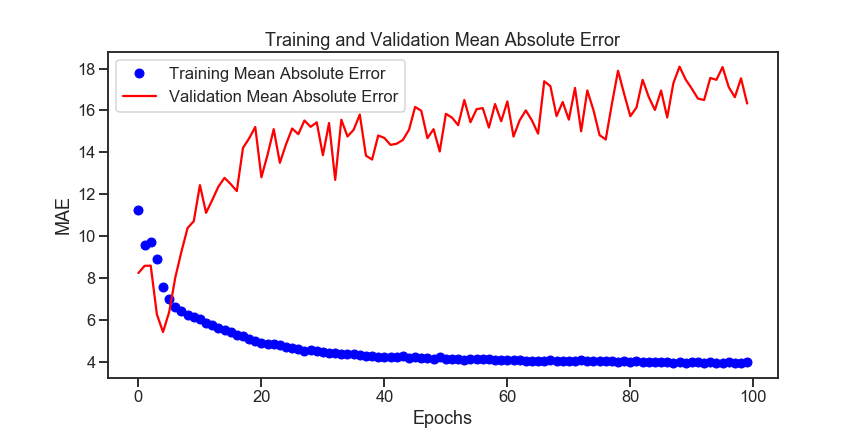 Training and Validation Mean Absolute Error
18
16
14
12
10
8
6
4
MAE
Training Mean Absolute Error
Validation Mean Absolute Error
0 20 40 60 80 100
Epochs